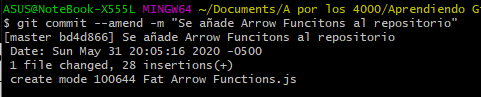 ASUS@NoteBook-X555L MINGW64 ~/Documents/A por los 4000/Aprendiendo G
$ git commit --amend -m "Se añade Arrow Funcitons al repositorio"
[master bd4d866] Se añade Arrow Funcitons al repositorio
Date: Sun May 31 20:05:16 2020 -0500
1 file changed, 28 insertions(+)
create mode 100644 Fat Arrow Functions.js